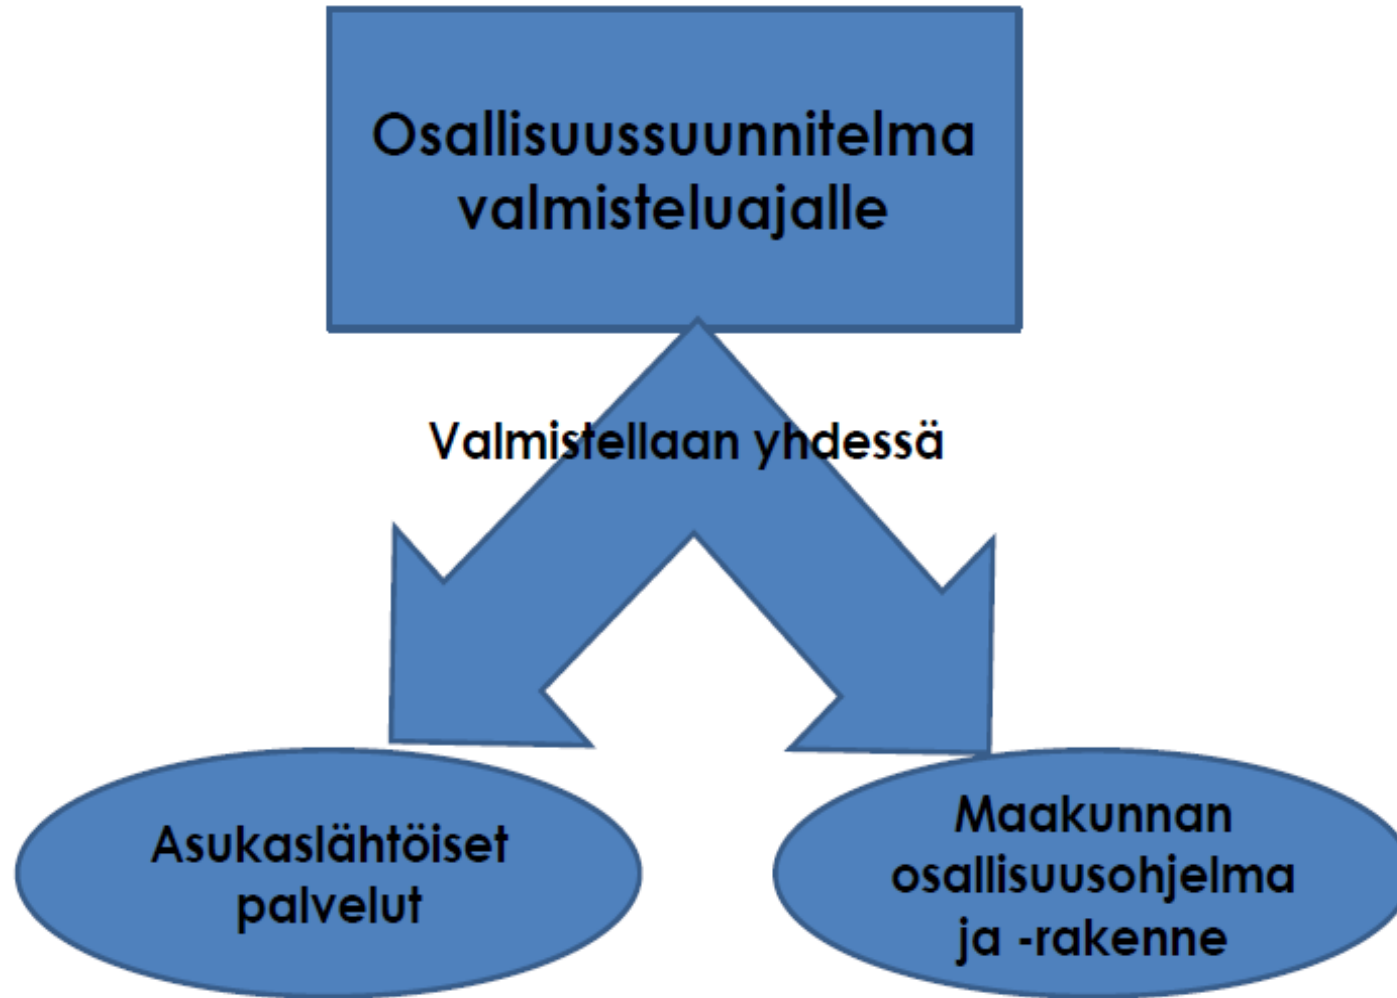 Osallisuussuunnitelma
valmisteluajalle
Valmistellaan yhdessä
Asukaslähtöiset
palvelut
Maakunnan
osallisuusohjelma
ja -rakenne